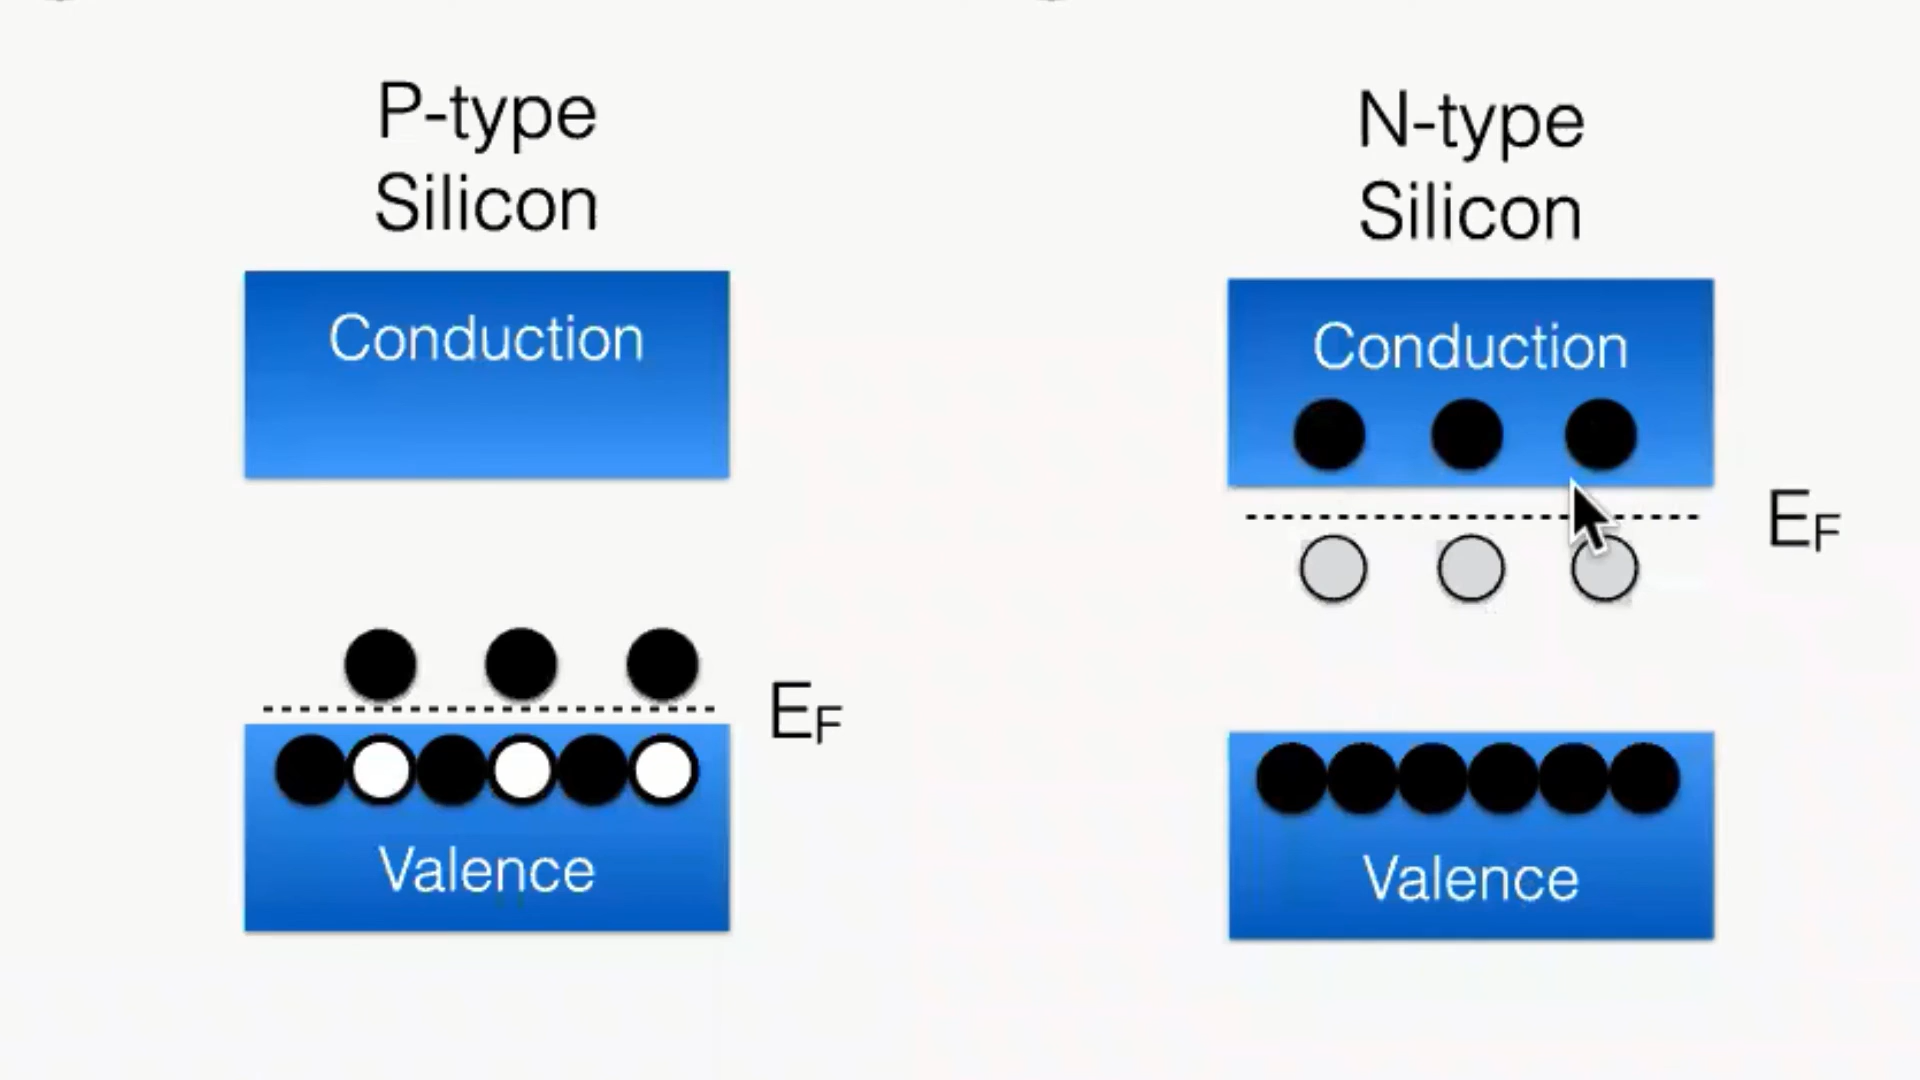 P-type
Silicon
Conduction
EF
Valence
N-type
Silicon
Conduction
EF
Valence